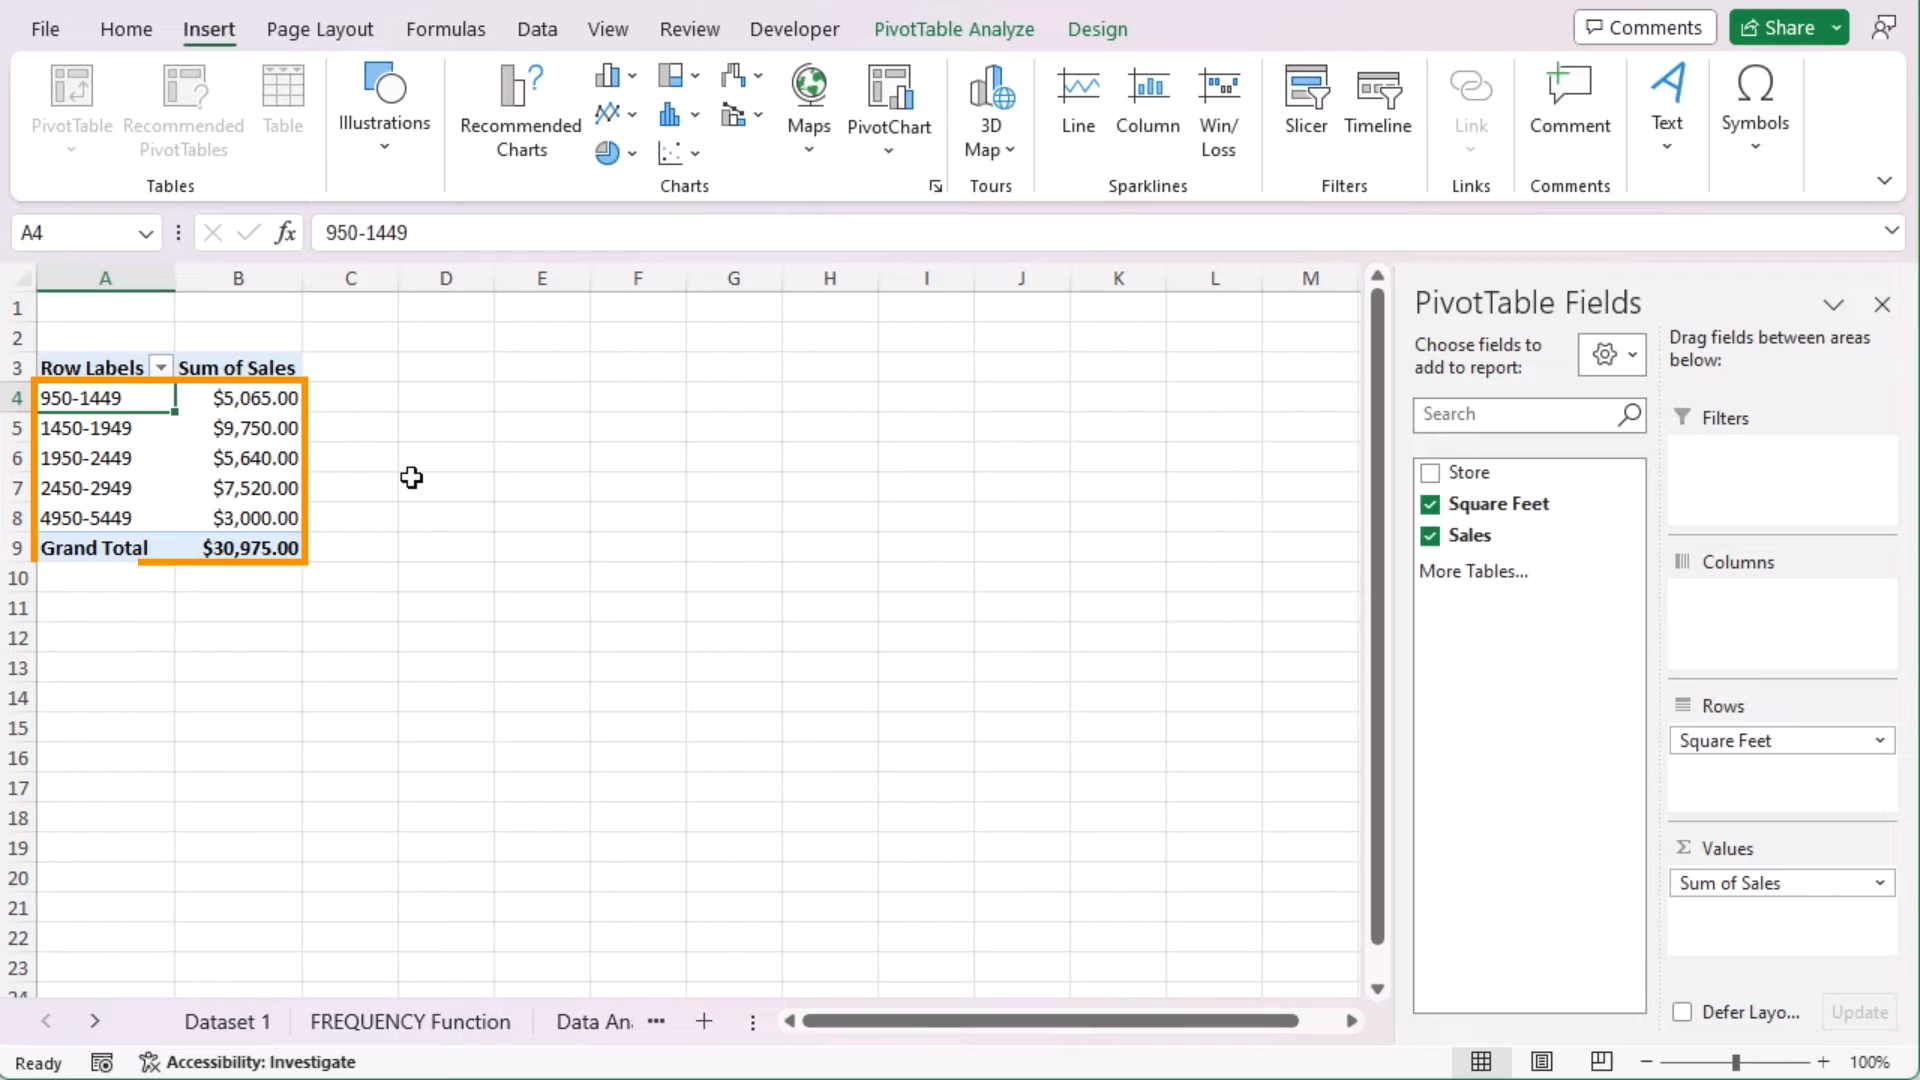 File Home Insert Page Layout Formulas Data View Review Developer PivotTable Analyze Design Comments Share
PivotTable Recommended PivotTables Table
Illustrations
Recommended Charts
Maps PivotChart
3D Map
Line Column Win/ Loss
Slicer Timeline
Link
Comment
Text
Symbols
Tables Charts Tours Sparklines Filters Links Comments
A4 fx 950-1449
A B C D E F G H I J K L M
1
2
3 Row Labels Sum of Sales
4 950-1449 $5,065.00
5 1450-1949 $9,750.00
6 1950-2449 $5,640.00
7 2450-2949 $7,520.00
8 4950-5449 $3,000.00
9 Grand Total $30,975.00
10
11
12
13
14
15
16
17
18
19
20
21
22
23
24
PivotTable Fields
Choose fields to
add to report:
Search
Store
Square Feet
Sales
More Tables...
Drag fields between areas
below:
Filters
Columns
Rows
Square Feet
Σ Values
Sum of Sales
Defer Layo... Update
Dataset 1 FREQUENCY Function Data An. ...
Ready Accessibility: Investigate 100%